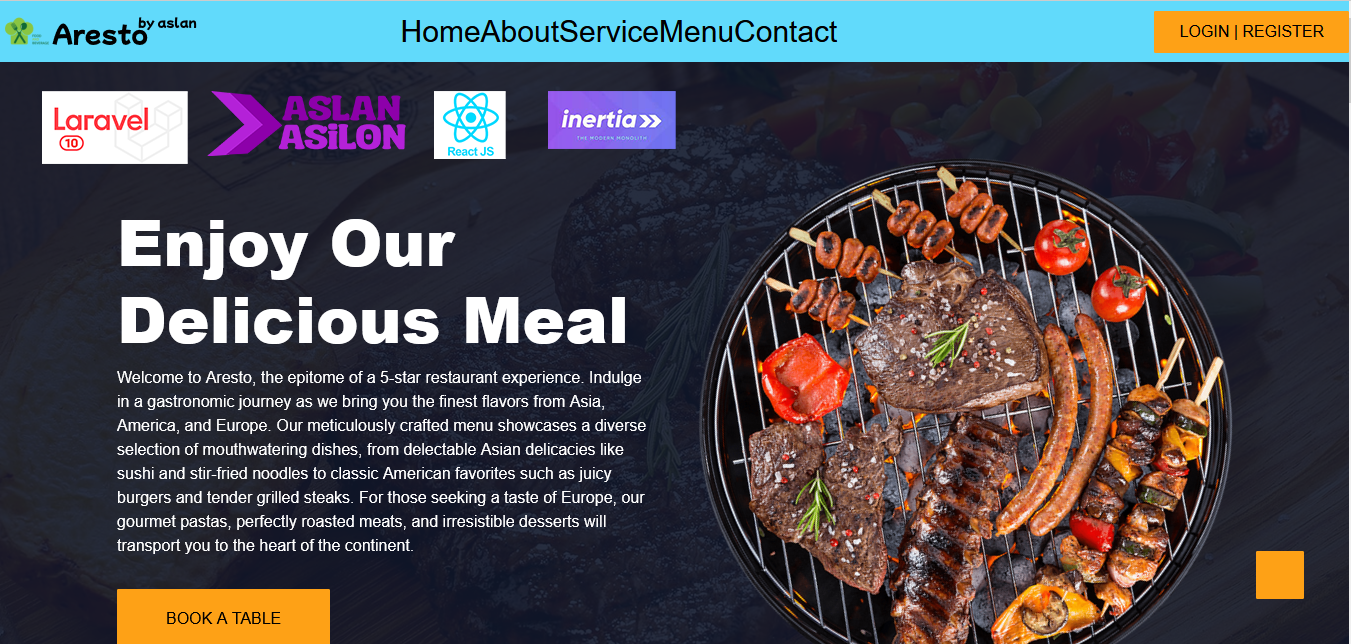 Aresto by aslan
HomeAboutServiceMenuContact
LOGIN | REGISTER
Laravel
10
ASLAN
ASiLON
React JS
inertia
THE MODERN MONOLITH
Enjoy Our
Delicious Meal
Welcome to Aresto, the epitome of a 5-star restaurant experience. Indulge
in a gastronomic journey as we bring you the finest flavors from Asia,
America, and Europe. Our meticulously crafted menu showcases a diverse
selection of mouthwatering dishes, from delectable Asian delicacies like
sushi and stir-fried noodles to classic American favorites such as juicy
burgers and tender grilled steaks. For those seeking a taste of Europe, our
gourmet pastas, perfectly roasted meats, and irresistible desserts will
transport you to the heart of the continent.
BOOK A TABLE